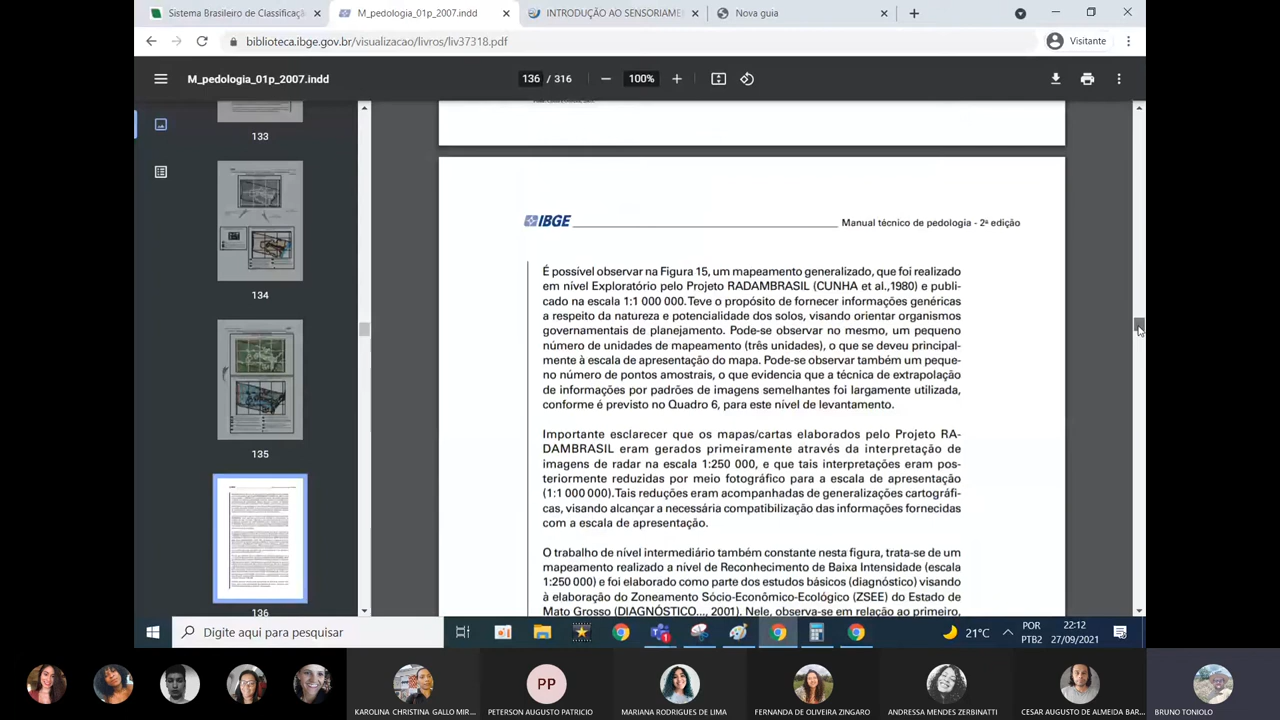 Sistema Brasileiro de Classificaçã
M_pedologia_01p_2007.indd
INTRODUÇÃO AO SENSORIAME
Nova guia
biblioteca.ibge.gov.br/visualizacao/livros/liv37318.pdf
Visitante
M_pedologia_01p_2007.indd
136 / 316
100%
133
134
135
136
IBGE
Manual técnico de pedologia - 2ª edição
É possível observar na Figura 15, um mapeamento generalizado, que foi realizado
em nível Exploratório pelo Projeto RADAMBRASIL (CUNHA et al.,1980) e publi-
cado na escala 1:1 000 000. Teve o propósito de fornecer informações genéricas
a respeito da natureza e potencialidade dos solos, visando orientar organismos
governamentais de planejamento. Pode-se observar no mesmo, um pequeno
número de unidades de mapeamento (três unidades), o que se deveu principal-
mente à escala de apresentação do mapa. Pode-se observar também um peque-
no número de pontos amostrais, o que evidencia que a técnica de extrapolação
de informações por padrões de imagens semelhantes foi largamente utilizada,
conforme é previsto no Quadro 6, para este nível de levantamento.
Importante esclarecer que os mapas/cartas elaborados pelo Projeto RA-
DAMBRASIL eram gerados primeiramente através da interpretação de
imagens de radar na escala 1:250 000, e que tais interpretações eram pos-
teriormente reduzidas por meio fotográfico para a escala de apresentação
(1:1 000 000). Tais reduções eram acompanhadas de generalizações cartográfi-
cas, visando alcançar a necessária compatibilização das informações fornecidas
com a escala de apresentação.
O trabalho de nível intermediário também constante nesta figura, trata-se de um
mapeamento realizado a nível de Reconhecimento de Baixa Intensidade (escala
1:250 000) e foi elaborado como parte dos estudos básicos (diagnóstico) visando
à elaboração do Zoneamento Sócio-Econômico-Ecológico (ZSEE) do Estado de
Mato Grosso (DIAGNÓSTICO..., 2001). Nele, observa-se em relação ao primeiro,
Digite aqui para pesquisar
21°C
POR
PTB2
22:12
27/09/2021
PP
KAROLINA CHRISTINA GALLO MIR...
PETERSON AUGUSTO PATRICIO
MARIANA RODRIGUES DE LIMA
FERNANDA DE OLIVEIRA ZINGARO
ANDRESSA MENDES ZERBINATTI
CESAR AUGUSTO DE ALMEIDA BAR...
BRUNO TONIOLO